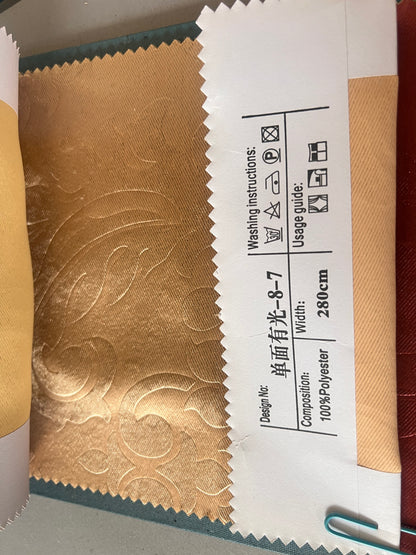 Design No:
单面有光-8-7
Composition:
100%Polyester
Width:
280cm
Washing instructions:
P
Usage guide: